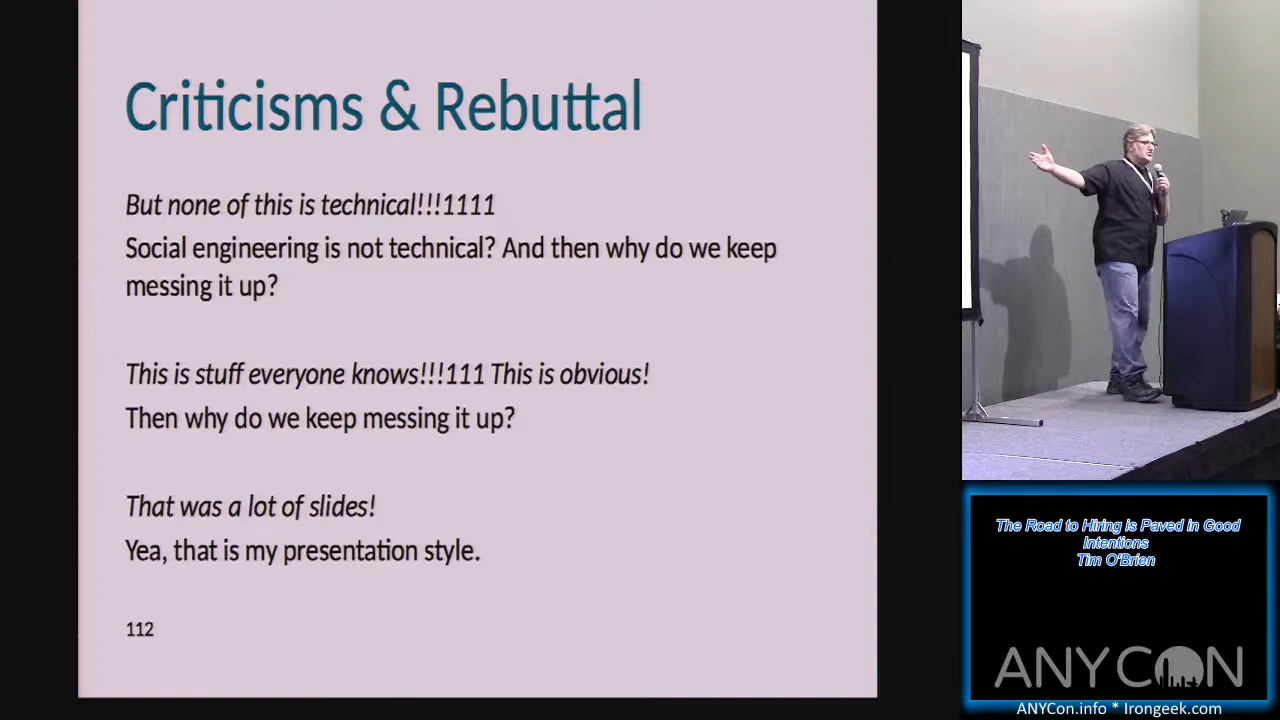 Criticisms & Rebuttal
But none of this is technical!!!1111
Social engineering is not technical? And then why do we keep
messing it up?
This is stuff everyone knows!!!111 This is obvious!
Then why do we keep messing it up?
That was a lot of slides!
Yea, that is my presentation style.
112
The Road to Hiring is Paved in Good
Intentions
Tim O'Brien
ANYCON
ANYCon.info * Irongeek.com